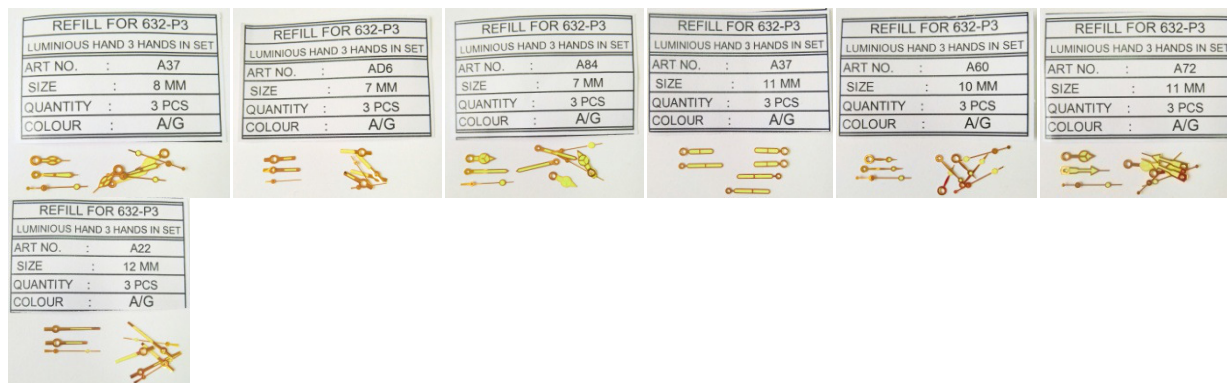 REFILL FOR 632-P3
LUMINIOUS HAND 3 HANDS IN SET
ART NO. : A37
SIZE : 8 MM
QUANTITY : 3 PCS
COLOUR : A/G
REFILL FOR 632-P3
LUMINIOUS HAND 3 HANDS IN SET
ART NO. : AD6
SIZE : 7 MM
QUANTITY : 3 PCS
COLOUR : A/G
REFILL FOR 632-P3
LUMINIOUS HAND 3 HANDS IN SET
ART NO. : A84
SIZE : 7 MM
QUANTITY : 3 PCS
COLOUR : A/G
REFILL FOR 632-P3
LUMINIOUS HAND 3 HANDS IN SET
ART NO. : A37
SIZE : 11 MM
QUANTITY : 3 PCS
COLOUR : A/G
REFILL FOR 632-P3
LUMINIOUS HAND 3 HANDS IN SET
ART NO. : A60
SIZE : 10 MM
QUANTITY : 3 PCS
COLOUR : A/G
REFILL FOR 632-P3
LUMINIOUS HAND 3 HANDS IN SET
ART NO. : A72
SIZE : 11 MM
QUANTITY : 3 PCS
COLOUR : A/G
REFILL FOR 632-P3
LUMINIOUS HAND 3 HANDS IN SET
ART NO. : A22
SIZE : 12 MM
QUANTITY : 3 PCS
COLOUR : A/G